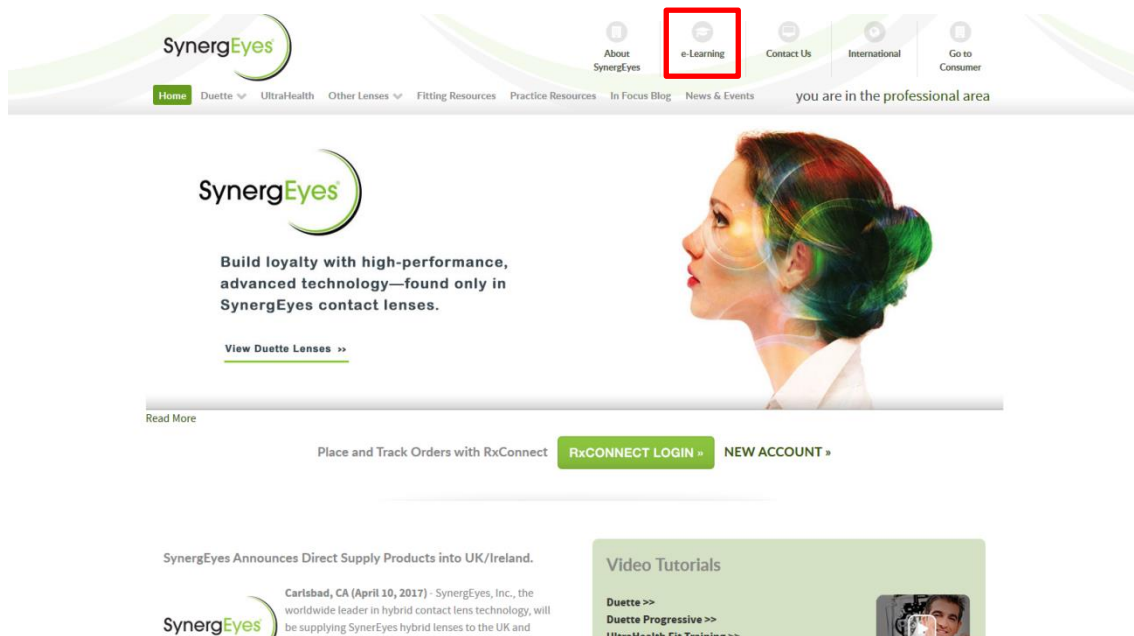 SynergEyes
About
SynergEyes
e-Learning
Contact Us
International
Go to
Consumer
Home Duette UltraHealth Other Lenses Fitting Resources Practice Resources In Focus Blog News & Events
you are in the professional area
SynergEyes
Build loyalty with high-performance,
advanced technology—found only in
SynergEyes contact lenses.
View Duette Lenses »
Read More
Place and Track Orders with RxConnect RxCONNECT LOGIN » NEW ACCOUNT »
SynergEyes Announces Direct Supply Products into UK/Ireland.
SynergEyes
Carlsbad, CA (April 10, 2017) - SynergEyes, Inc., the
worldwide leader in hybrid contact lens technology, will
be supplying SynerEyes hybrid lenses to the UK and
Video Tutorials
Duette >>
Duette Progressive >>
UltraHealth Fit Training >>